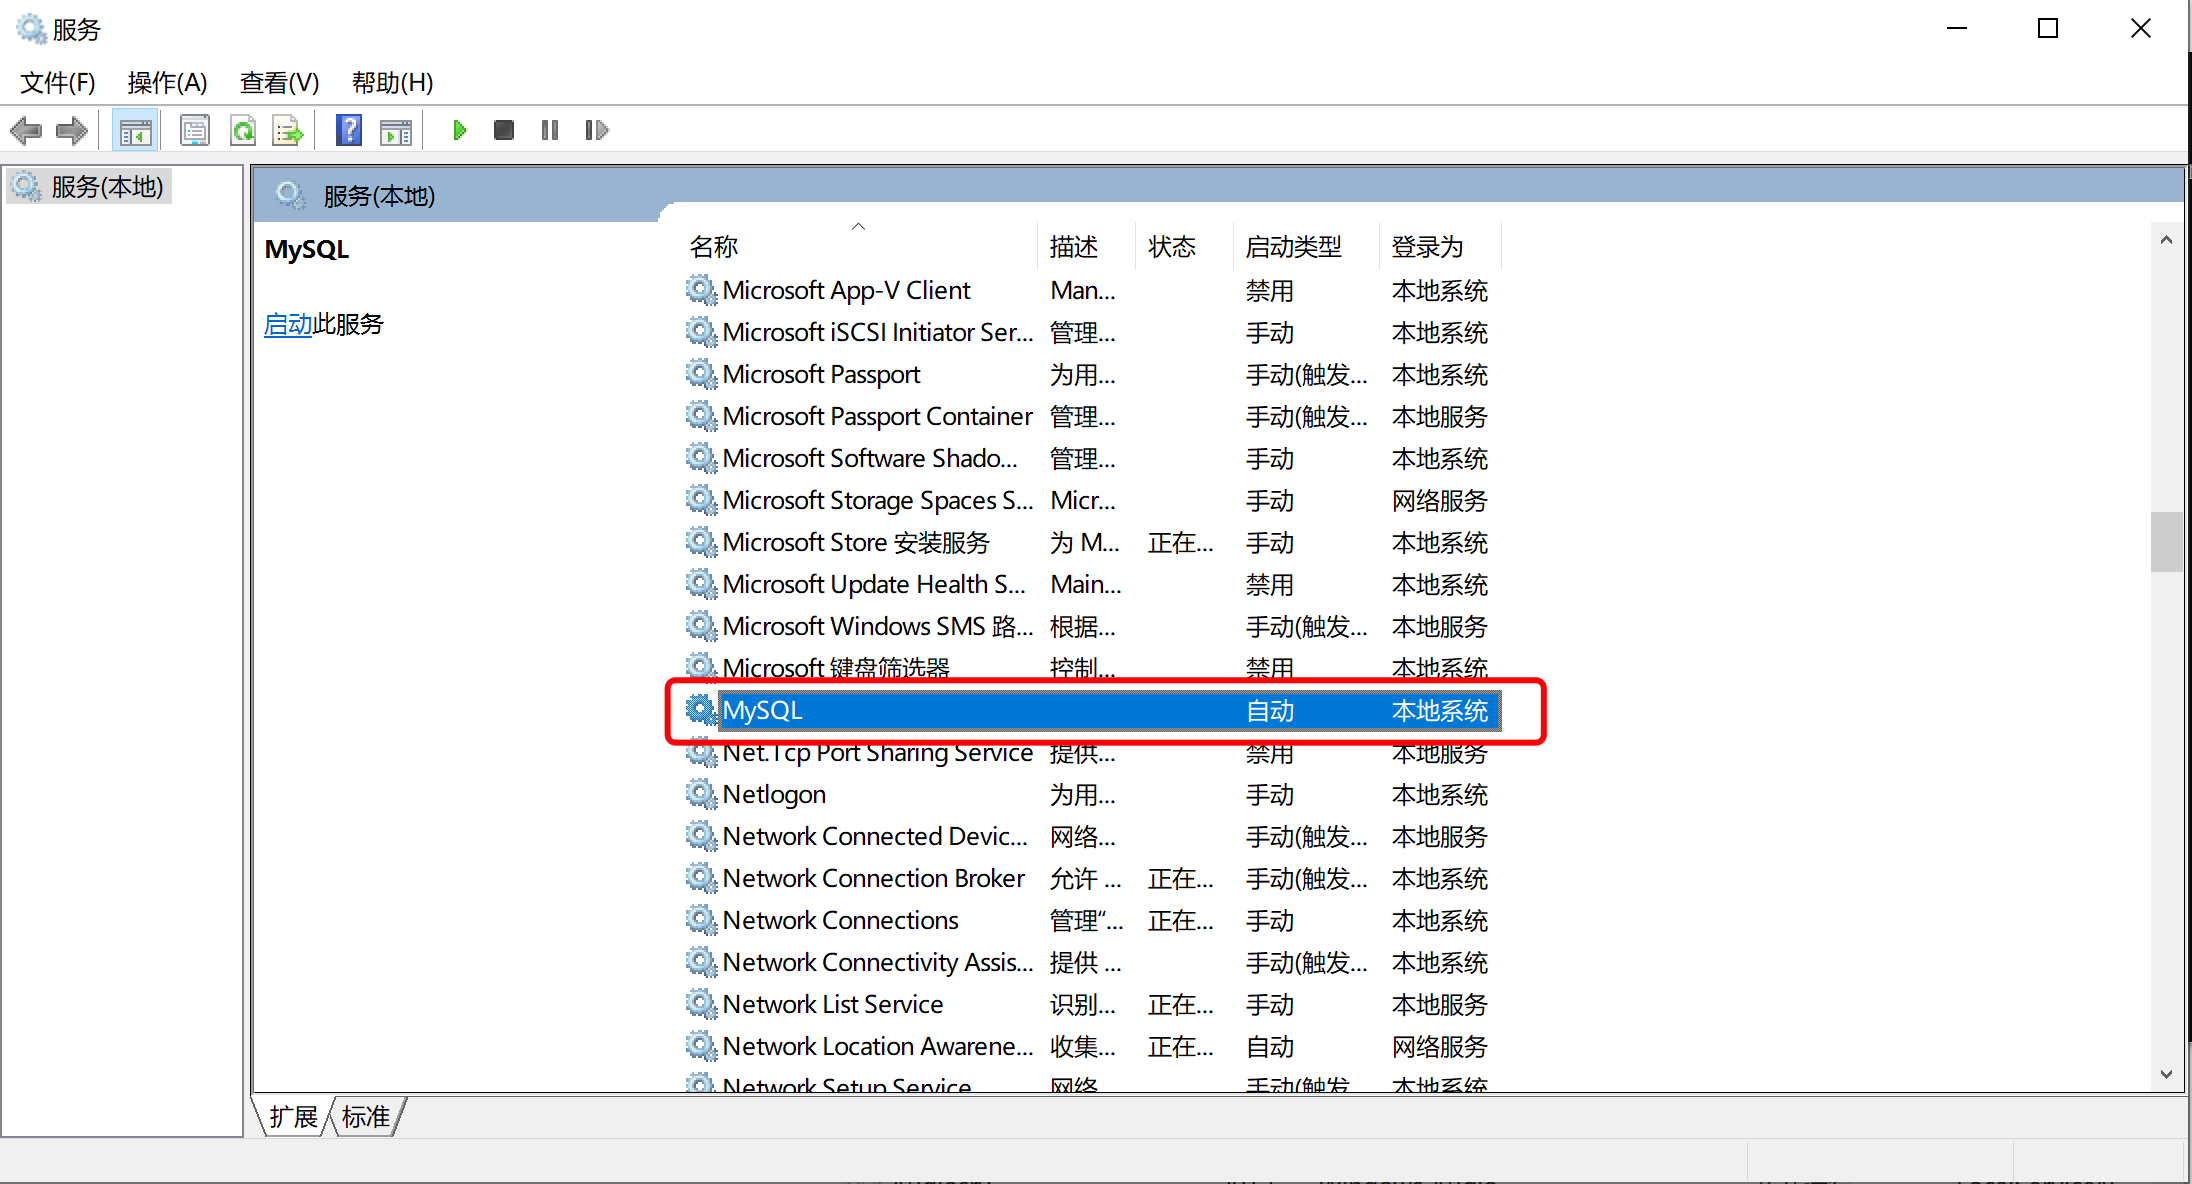 服务
文件(F) 操作(A) 查看(V) 帮助(H)
服务(本地)
服务(本地)
MySQL
启动此服务
名称 描述 状态 启动类型 登录为
Microsoft App-V Client Man... 禁用 本地系统
Microsoft iSCSI Initiator Ser... 管理... 手动 本地系统
Microsoft Passport 为用... 手动(触发... 本地系统
Microsoft Passport Container 管理... 手动(触发... 本地服务
Microsoft Software Shado... 管理... 手动 本地系统
Microsoft Storage Spaces S... Micr... 手动 网络服务
Microsoft Store 安装服务 为 M... 正在... 手动 本地系统
Microsoft Update Health S... Main... 禁用 本地系统
Microsoft Windows SMS 路... 根据... 手动(触发... 本地服务
Microsoft 键盘筛选器 控制... 禁用 本地系统
MySQL 自动 本地系统
Net.Tcp Port Sharing Service 提供... 禁用 本地服务
Netlogon 为用... 手动 本地系统
Network Connected Devic... 网络... 手动(触发... 本地服务
Network Connection Broker 允许 ... 正在... 手动(触发... 本地系统
Network Connections 管理“... 正在... 手动 本地系统
Network Connectivity Assis... 提供 ... 手动(触发... 本地系统
Network List Service 识别... 正在... 手动 本地服务
Network Location Awarene... 收集... 正在... 自动 网络服务
Network Setup Service 网络 手动(触发 本地系统
扩展 标准